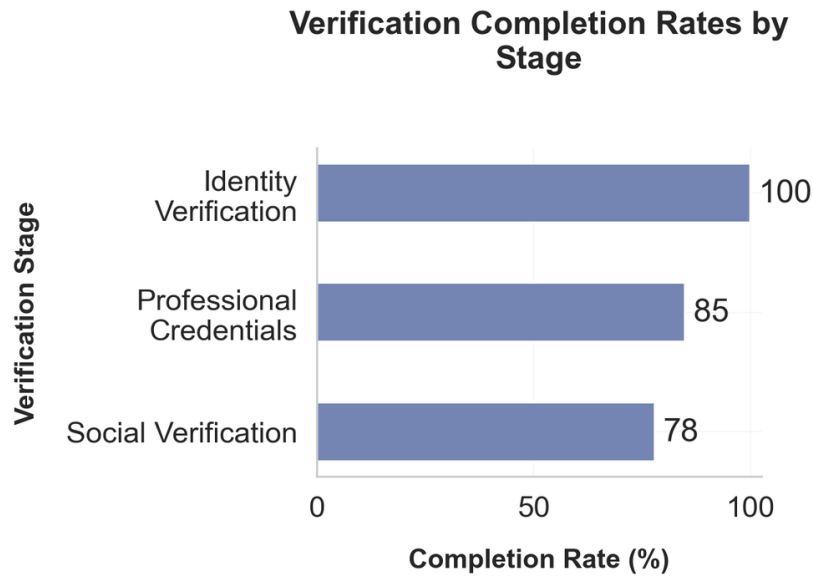 Verification Completion Rates by
Stage
Verification Stage
Identity
Verification
100
Professional
Credentials
85
Social Verification
78
0 50 100
Completion Rate (%)